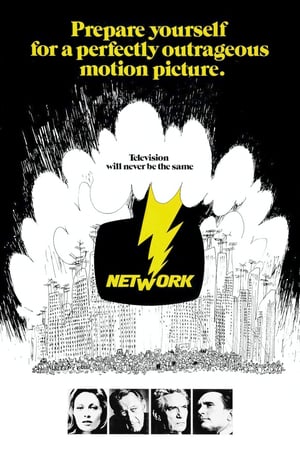 Prepare yourself
for a perfectly outrageous
motion picture.
Television
will never be the same
NETWORK